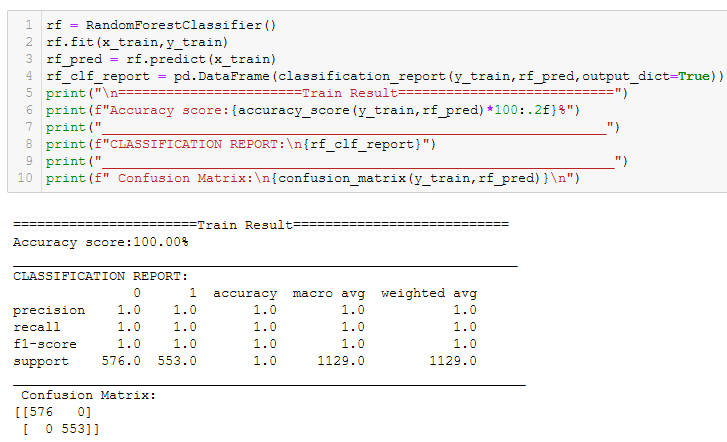 1 rf = RandomForestClassifier()
2 rf.fit(x_train,y_train)
3 rf_pred = rf.predict(x_train)
4 rf_clf_report = pd.DataFrame(classification_report(y_train,rf_pred,output_dict=True))
5 print("\n=======================Train Result===========================")
6 print(f"Accuracy score:{accuracy_score(y_train,rf_pred)*100:.2f}%")
7 print("_______________________________________________________________")
8 print(f"CLASSIFICATION REPORT:\n{rf_clf_report}")
9 print("________________________________________________________________")
10 print(f" Confusion Matrix:\n{confusion_matrix(y_train,rf_pred)}\n")
=======================Train Result===========================
Accuracy score:100.00%
_______________________________________________________________
CLASSIFICATION REPORT:
0 1 accuracy macro avg weighted avg
precision 1.0 1.0 1.0 1.0 1.0
recall 1.0 1.0 1.0 1.0 1.0
f1-score 1.0 1.0 1.0 1.0 1.0
support 576.0 553.0 1.0 1129.0 1129.0
________________________________________________________________
Confusion Matrix:
[[576 0]
[ 0 553]]